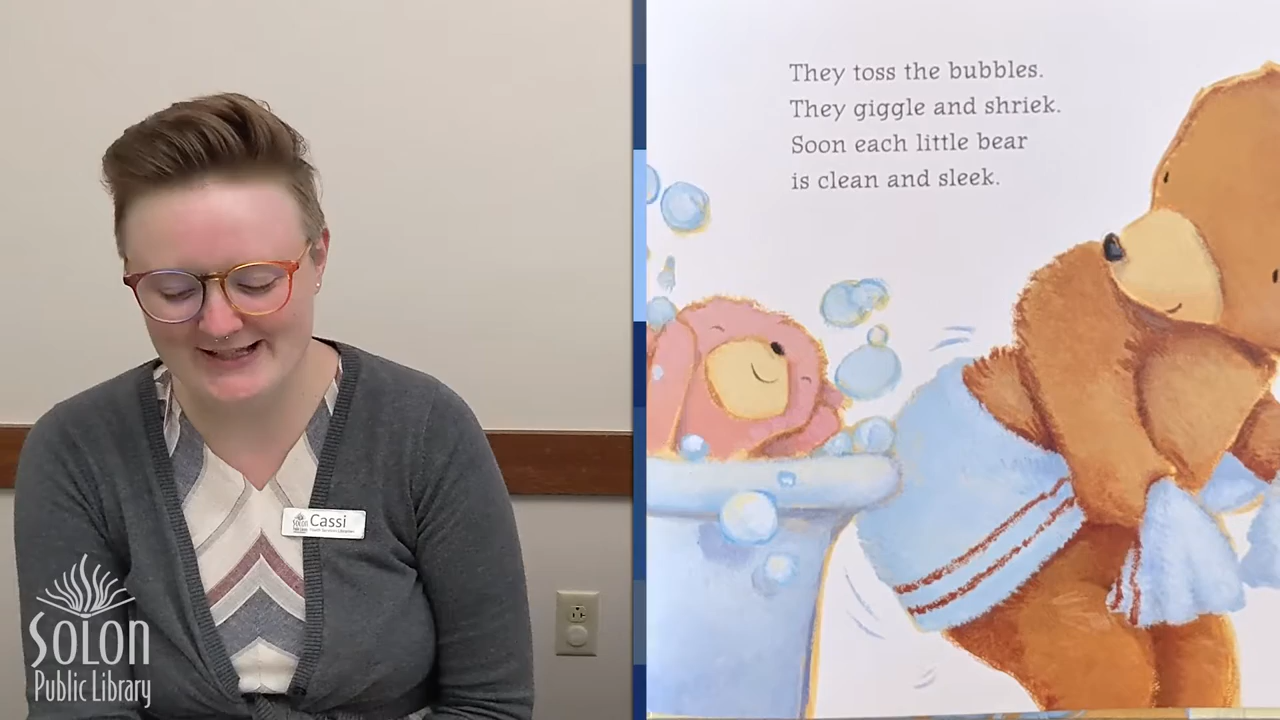 SOLON
Public Library
SOLON
Cassi
They toss the bubbles.
They giggle and shriek.
Soon each little bear
is clean and sleek.